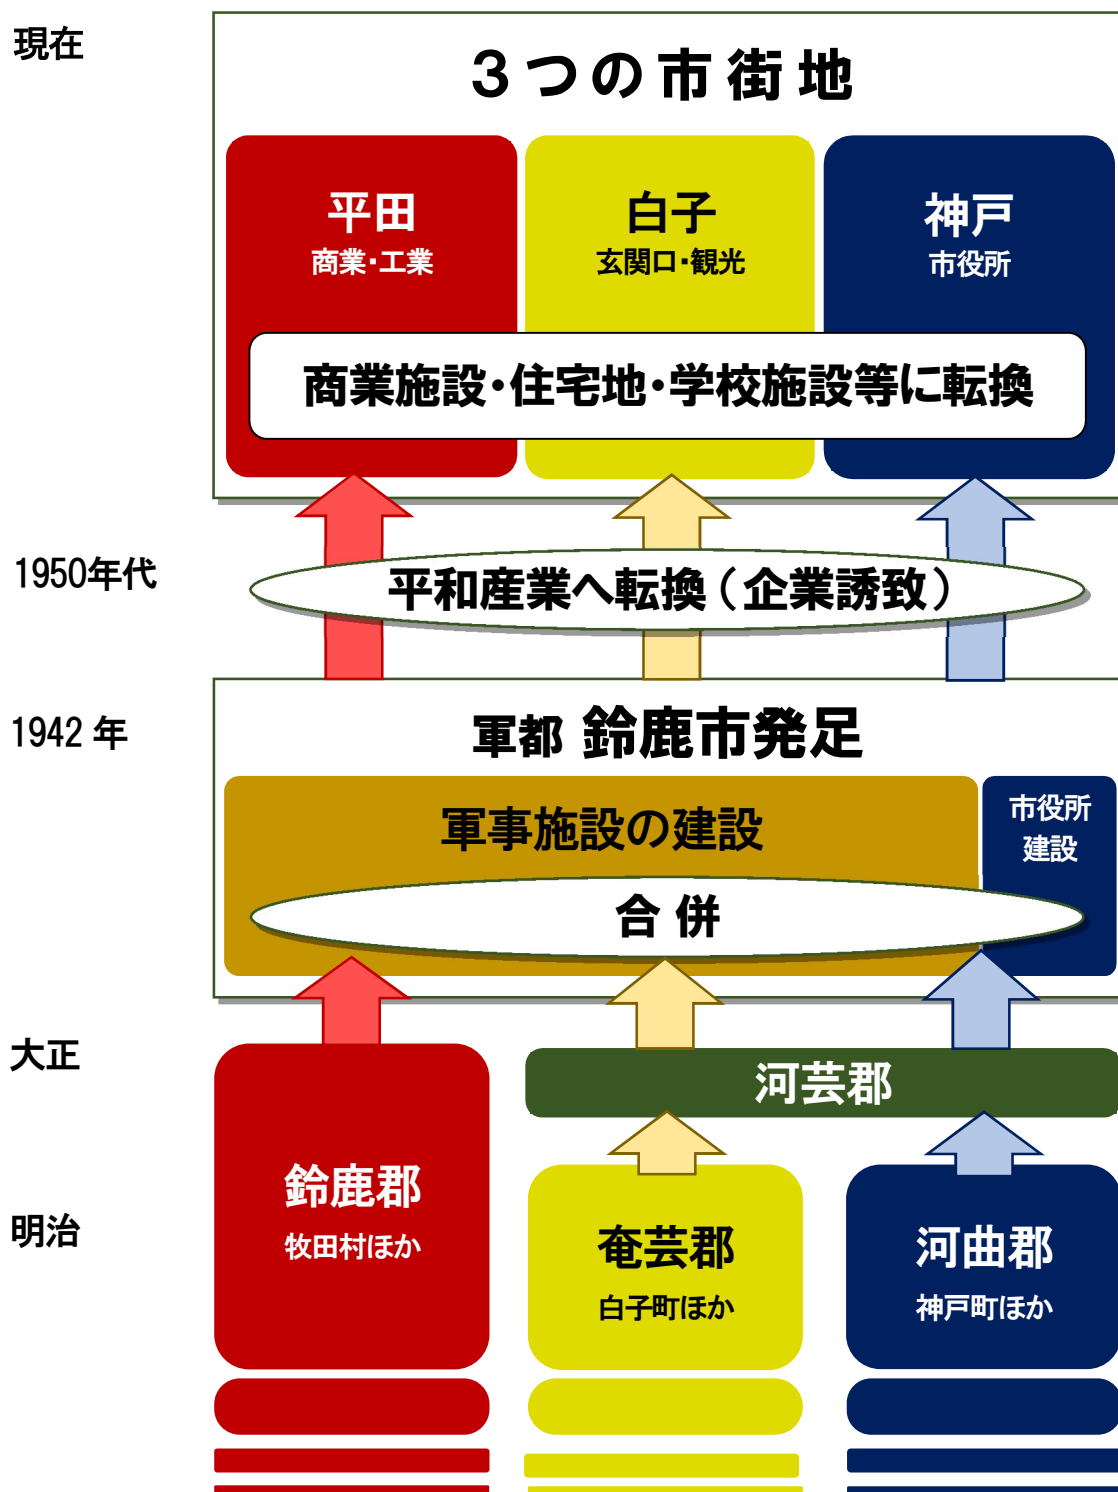 現在
3つの市街地
平田
商業・工業
白子
玄関口・観光
神戸
市役所
商業施設・住宅地・学校施設等に転換
1950年代
平和産業へ転換（企業誘致）
1942 年
軍都 鈴鹿市発足
軍事施設の建設
市役所
建設
合 併
大正
河芸郡
明治
鈴鹿郡
牧田村ほか
奄芸郡
白子町ほか
河曲郡
神戸町ほか